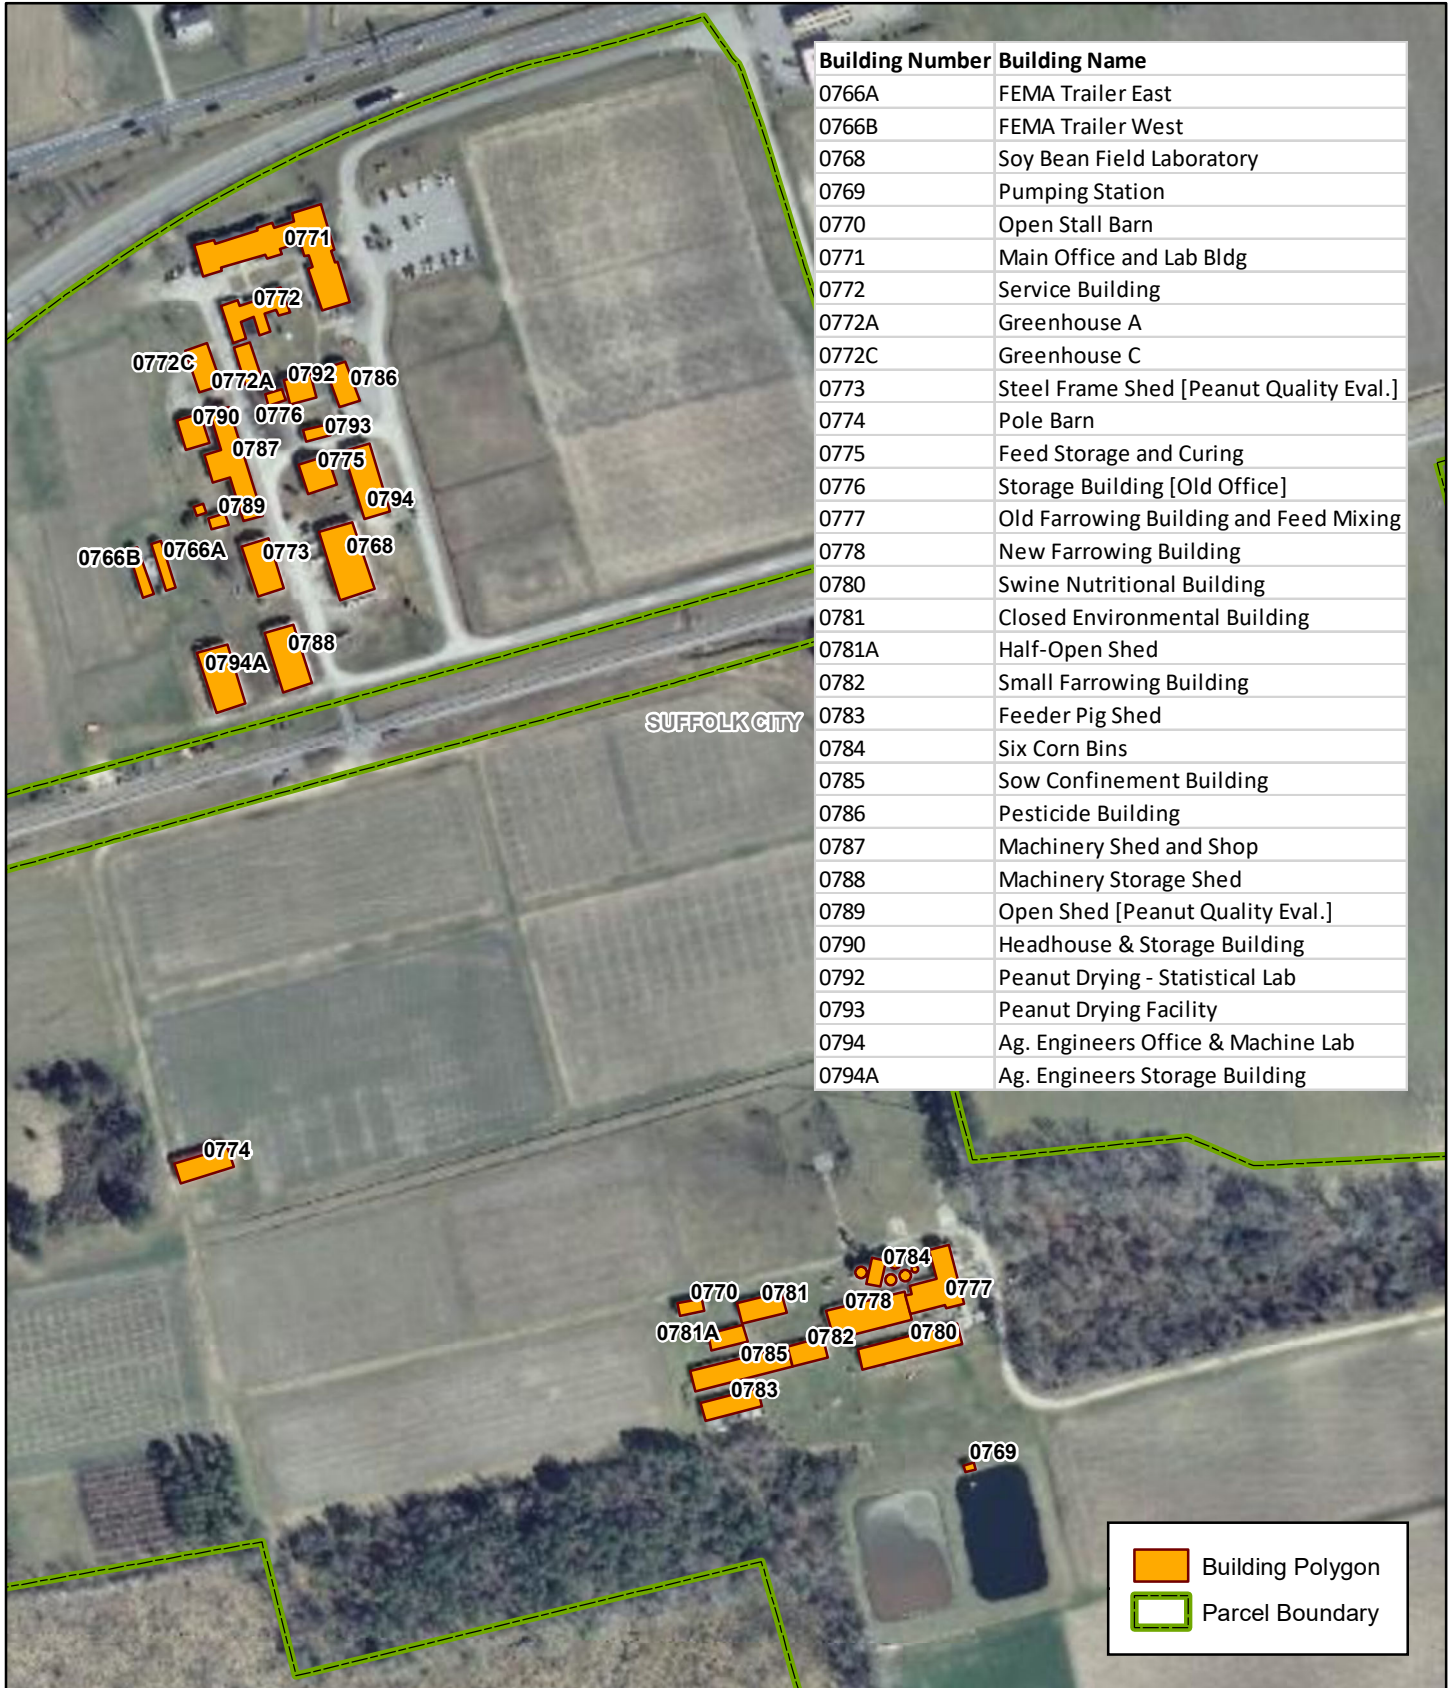 Building Number Building Name
0766A FEMA Trailer East
0766B FEMA Trailer West
0768 Soy Bean Field Laboratory
0769 Pumping Station
0770 Open Stall Barn
0771 Main Office and Lab Bldg
0772 Service Building
0772A Greenhouse A
0772C Greenhouse C
0773 Steel Frame Shed [Peanut Quality Eval.]
0774 Pole Barn
0775 Feed Storage and Curing
0776 Storage Building [Old Office]
0777 Old Farrowing Building and Feed Mixing
0778 New Farrowing Building
0780 Swine Nutritional Building
0781 Closed Environmental Building
0781A Half-Open Shed
0782 Small Farrowing Building
0783 Feeder Pig Shed
0784 Six Corn Bins
0785 Sow Confinement Building
0786 Pesticide Building
0787 Machinery Shed and Shop
0788 Machinery Storage Shed
0789 Open Shed [Peanut Quality Eval.]
0790 Headhouse & Storage Building
0792 Peanut Drying - Statistical Lab
0793 Peanut Drying Facility
0794 Ag. Engineers Office & Machine Lab
0794A Ag. Engineers Storage Building
0771
0772
0772C
0772A
0792
0786
0776
0790
0793
0787
0775
0794
0789
0766B
0766A
0773
0768
0788
0794A
SUFFOLK CITY
0774
0784
0770
0781
0778
0777
0781A
0782
0780
0785
0783
0769
Building Polygon
Parcel Boundary